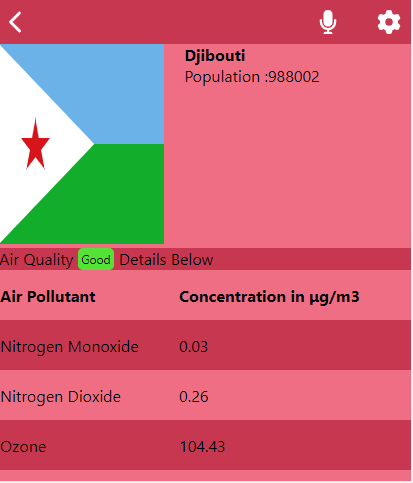 Djibouti
Population :988002
Air Quality Good Details Below
Air Pollutant Concentration in µg/m3
Nitrogen Monoxide 0.03
Nitrogen Dioxide 0.26
Ozone 104.43